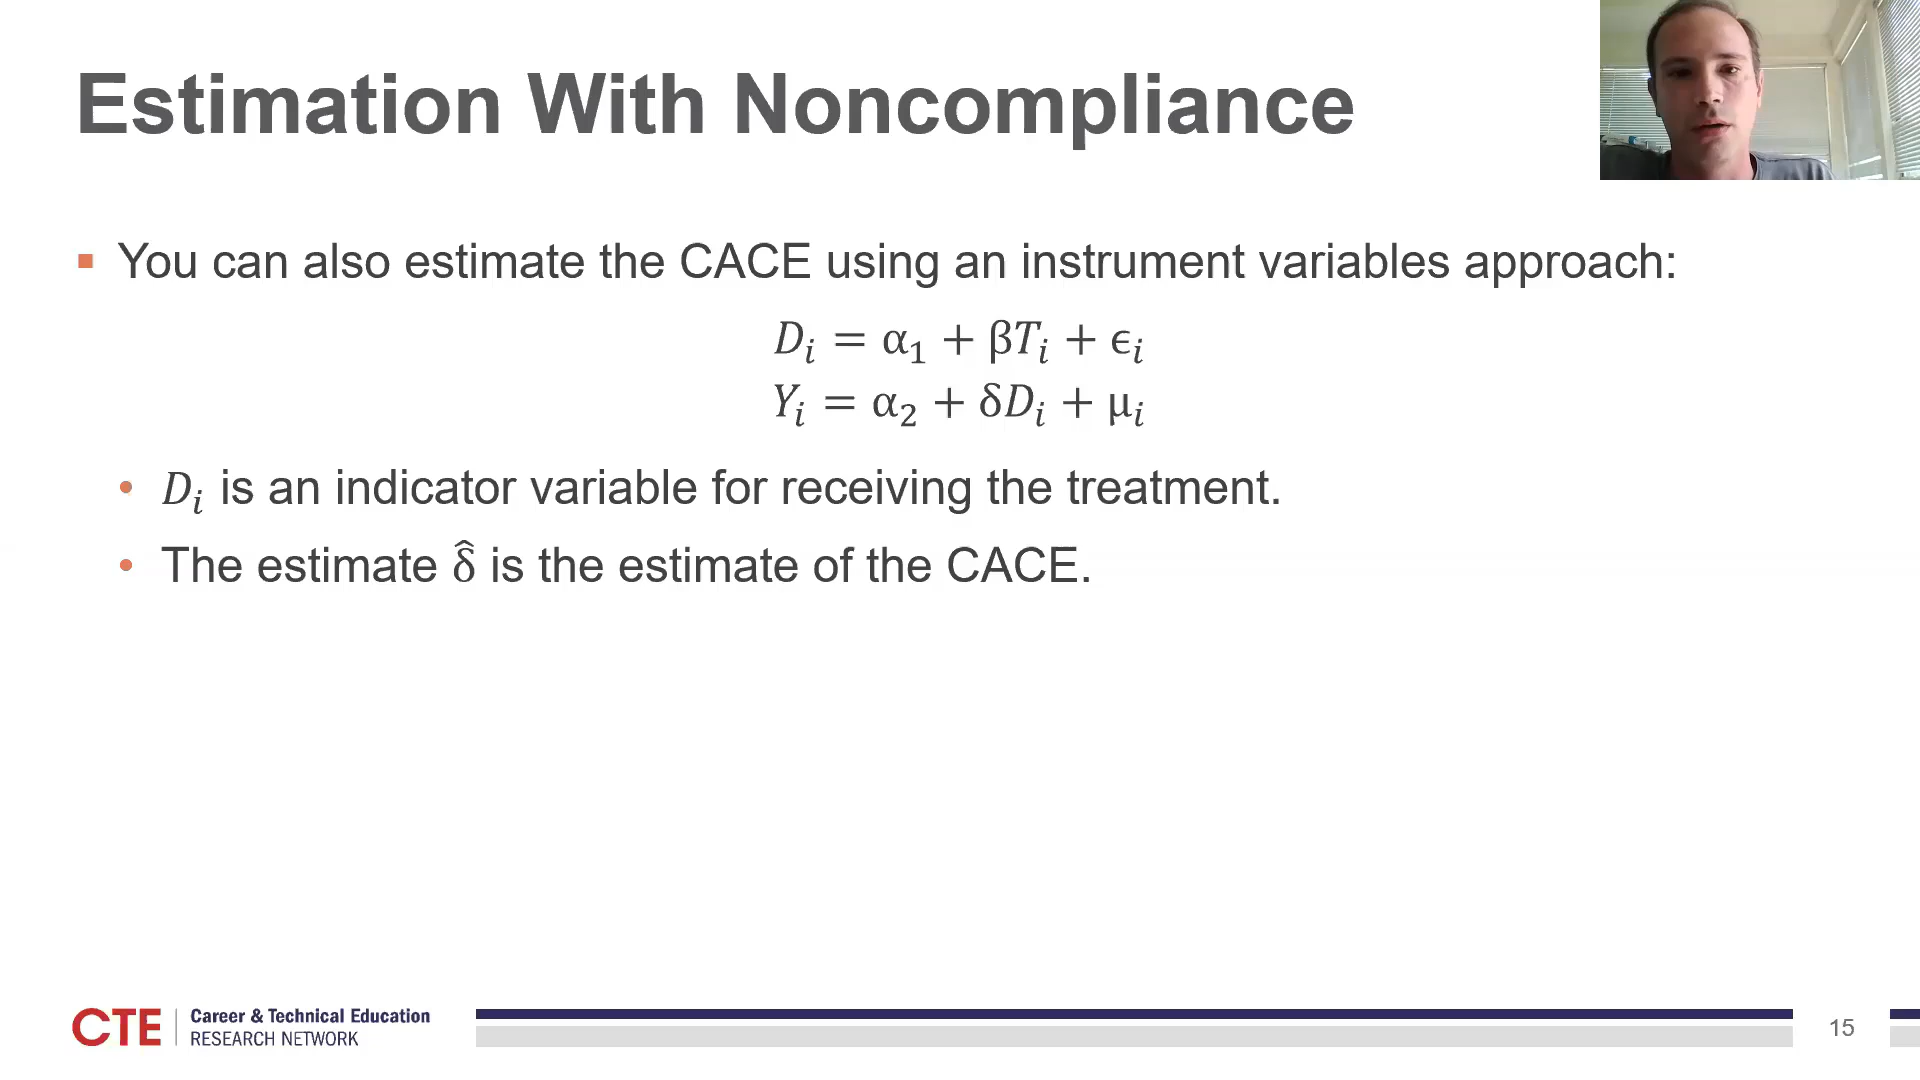 Estimation With Noncompliance
▪ You can also estimate the CACE using an instrument variables approach:
𝐷ᵢ = α₁ + β𝑇ᵢ + ϵᵢ
𝑌ᵢ = α₂ + δ𝐷ᵢ + μᵢ
• 𝐷ᵢ is an indicator variable for receiving the treatment.
• The estimate δ̂ is the estimate of the CACE.
CTE
Career & Technical Education
RESEARCH NETWORK
15